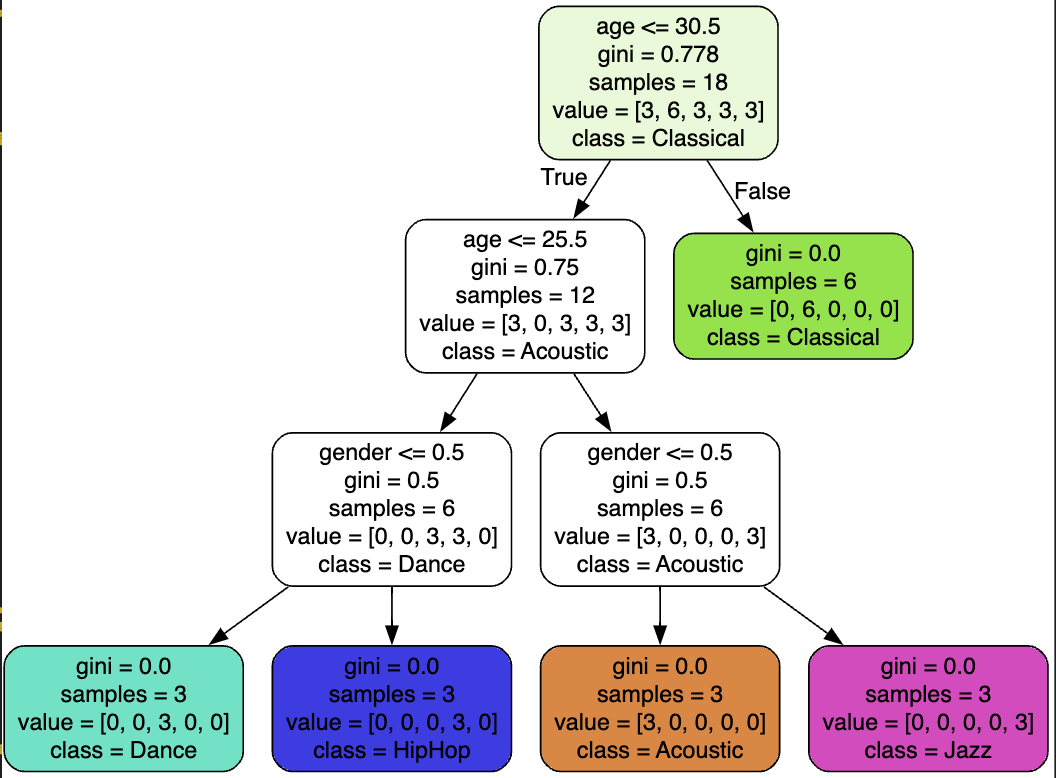 age <= 30.5
gini = 0.778
samples = 18
value = [3, 6, 3, 3, 3]
class = Classical
True
False
age <= 25.5
gini = 0.75
samples = 12
value = [3, 0, 3, 3, 3]
class = Acoustic
gini = 0.0
samples = 6
value = [0, 6, 0, 0, 0]
class = Classical
gender <= 0.5
gini = 0.5
samples = 6
value = [0, 0, 3, 3, 0]
class = Dance
gender <= 0.5
gini = 0.5
samples = 6
value = [3, 0, 0, 0, 3]
class = Acoustic
gini = 0.0
samples = 3
value = [0, 0, 3, 0, 0]
class = Dance
gini = 0.0
samples = 3
value = [0, 0, 0, 3, 0]
class = HipHop
gini = 0.0
samples = 3
value = [3, 0, 0, 0, 0]
class = Acoustic
gini = 0.0
samples = 3
value = [0, 0, 0, 0, 3]
class = Jazz